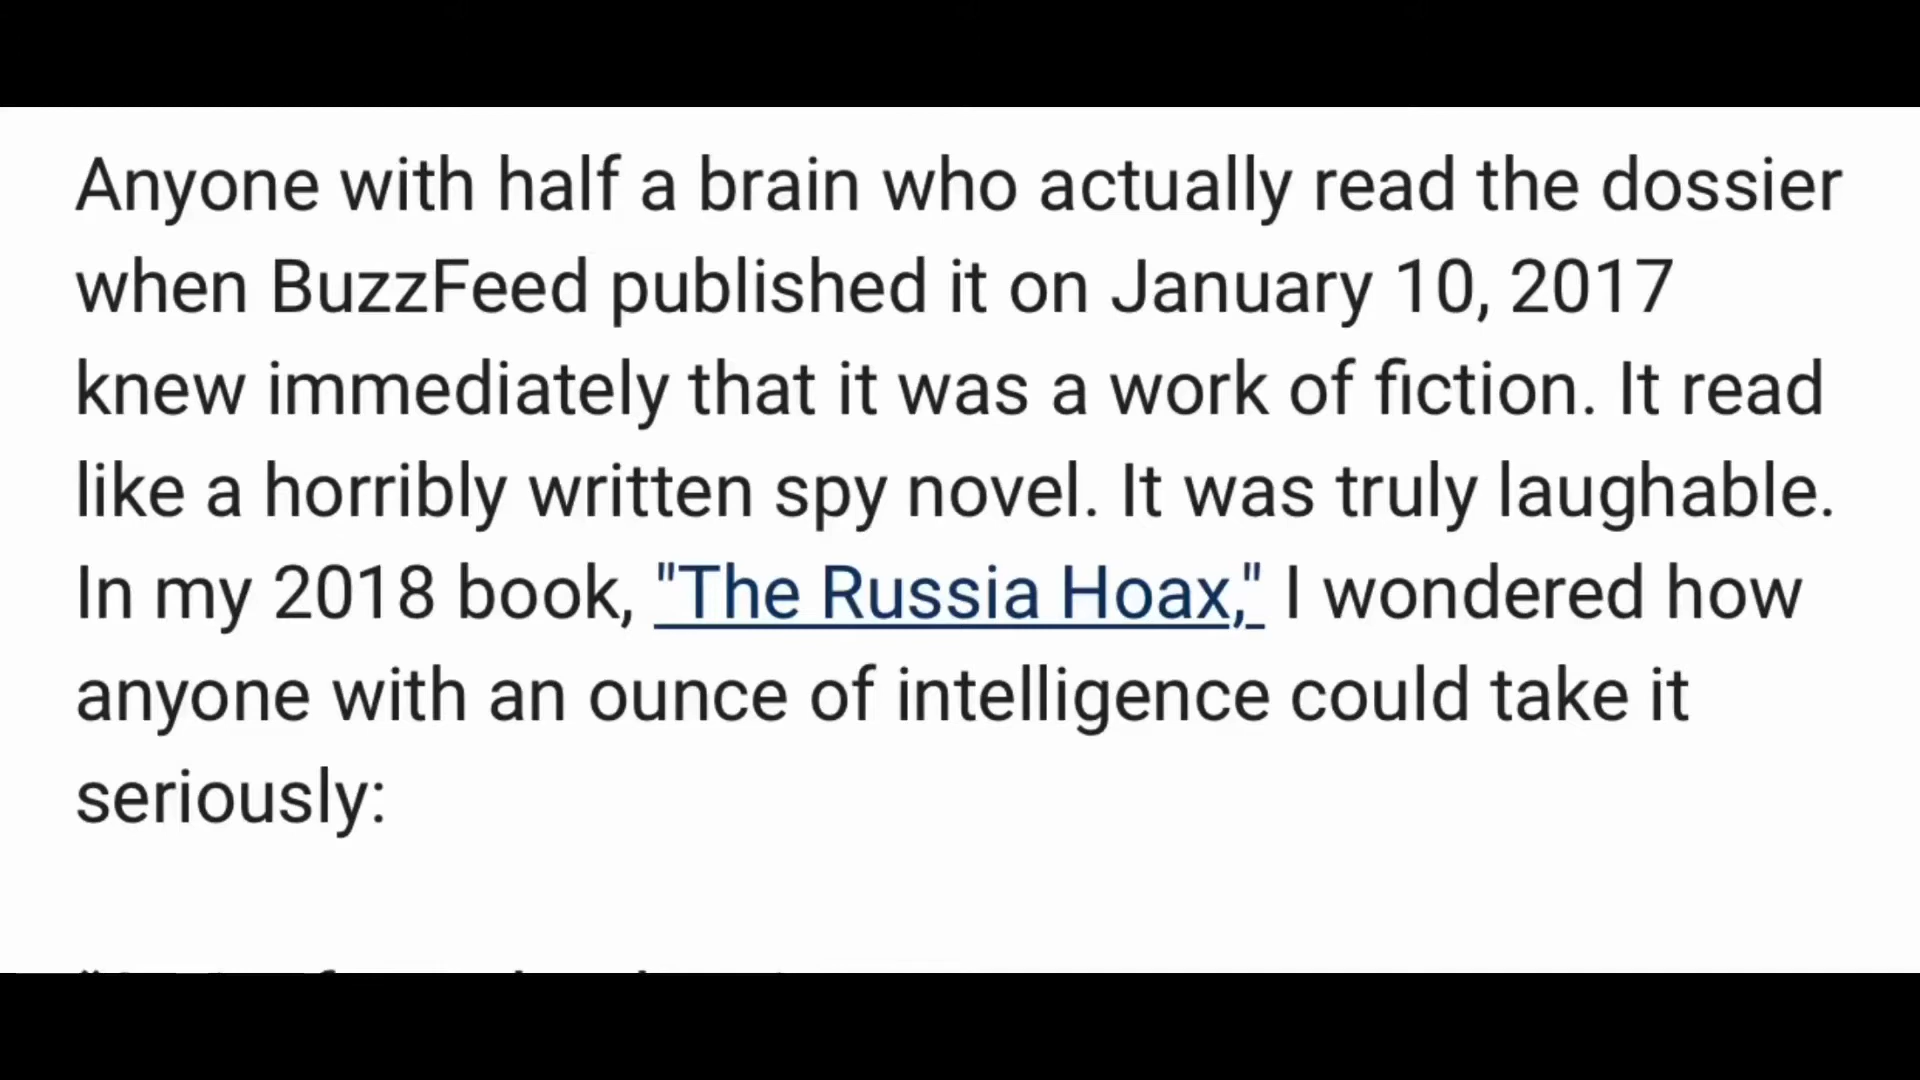 Anyone with half a brain who actually read the dossier
when BuzzFeed published it on January 10, 2017
knew immediately that it was a work of fiction. It read
like a horribly written spy novel. It was truly laughable.
In my 2018 book, "The Russia Hoax," I wondered how
anyone with an ounce of intelligence could take it
seriously: